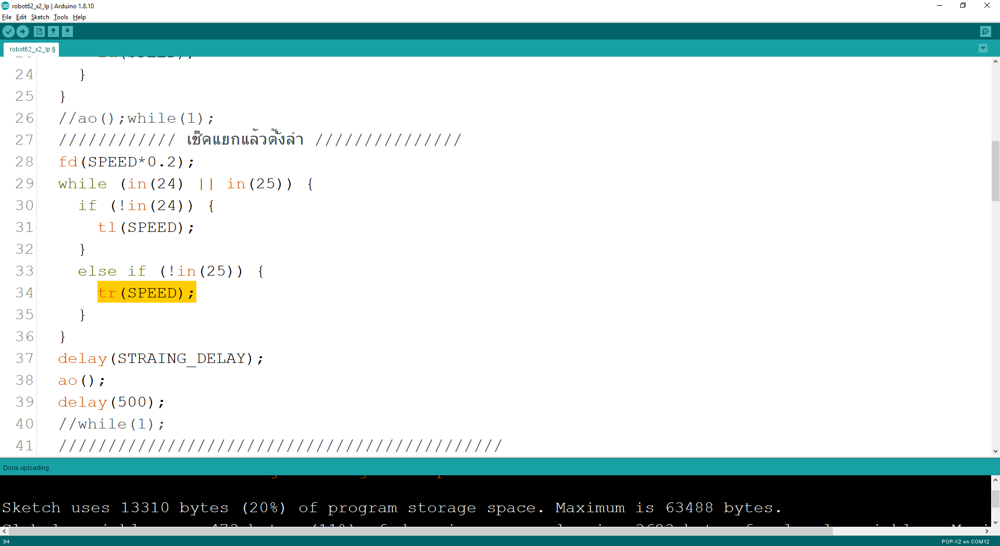 robot62_x2_lp | Arduino 1.8.10
File Edit Sketch Tools Help
robot62_x2_lp §
24 }
25 }
26 //ao();while(1);
27 //////////// เช็คแยกแล้วตั้งลำ ///////////////
28 fd(SPEED*0.2);
29 while (in(24) || in(25)) {
30 if (!in(24)) {
31 tl(SPEED);
32 }
33 else if (!in(25)) {
34 tr(SPEED);
35 }
36 }
37 delay(STRAING_DELAY);
38 ao();
39 delay(500);
40 //while(1);
41 /////////////////////////////////////////////
Done uploading.
Sketch uses 13310 bytes (20%) of program storage space. Maximum is 63488 bytes.
34
POP-X2 on COM12